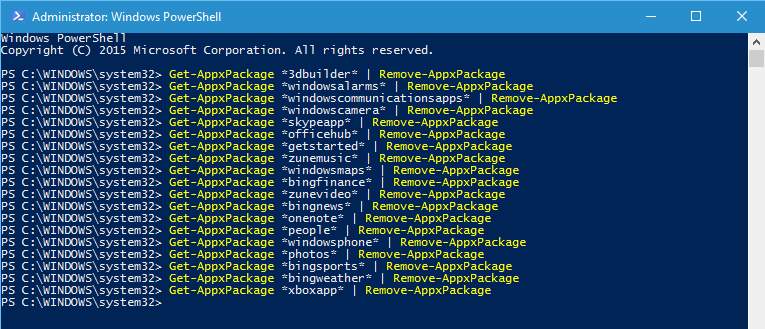 Administrator: Windows PowerShell
Windows PowerShell
Copyright (C) 2015 Microsoft Corporation. All rights reserved.
PS C:\WINDOWS\system32> Get-AppxPackage *3dbuilder* | Remove-AppxPackage
PS C:\WINDOWS\system32> Get-AppxPackage *windowsalarms* | Remove-AppxPackage
PS C:\WINDOWS\system32> Get-AppxPackage *windowscommunicationsapps* | Remove-AppxPackage
PS C:\WINDOWS\system32> Get-AppxPackage *windowscamera* | Remove-AppxPackage
PS C:\WINDOWS\system32> Get-AppxPackage *skypeapp* | Remove-AppxPackage
PS C:\WINDOWS\system32> Get-AppxPackage *officehub* | Remove-AppxPackage
PS C:\WINDOWS\system32> Get-AppxPackage *getstarted* | Remove-AppxPackage
PS C:\WINDOWS\system32> Get-AppxPackage *zunemusic* | Remove-AppxPackage
PS C:\WINDOWS\system32> Get-AppxPackage *windowsmaps* | Remove-AppxPackage
PS C:\WINDOWS\system32> Get-AppxPackage *bingfinance* | Remove-AppxPackage
PS C:\WINDOWS\system32> Get-AppxPackage *zunevideo* | Remove-AppxPackage
PS C:\WINDOWS\system32> Get-AppxPackage *bingnews* | Remove-AppxPackage
PS C:\WINDOWS\system32> Get-AppxPackage *onenote* | Remove-AppxPackage
PS C:\WINDOWS\system32> Get-AppxPackage *people* | Remove-AppxPackage
PS C:\WINDOWS\system32> Get-AppxPackage *windowsphone* | Remove-AppxPackage
PS C:\WINDOWS\system32> Get-AppxPackage *photos* | Remove-AppxPackage
PS C:\WINDOWS\system32> Get-AppxPackage *bingsports* | Remove-AppxPackage
PS C:\WINDOWS\system32> Get-AppxPackage *bingweather* | Remove-AppxPackage
PS C:\WINDOWS\system32> Get-AppxPackage *xboxapp* | Remove-AppxPackage
PS C:\WINDOWS\system32>